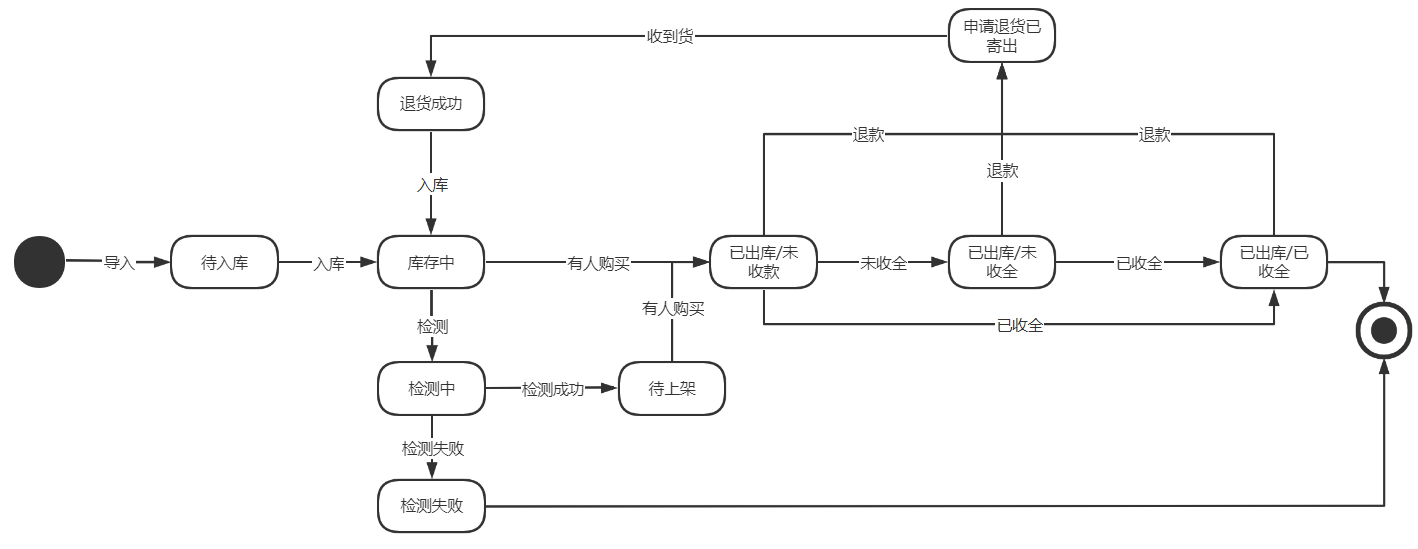 申请退货已
寄出
收到货
退货成功
退款
退款
退款
入库
导入
待入库
入库
库存中
有人购买
已出库/未
收款
未收全
已出库/未
收全
已收全
已出库/已
收全
有人购买
检测
已收全
检测中
检测成功
待上架
检测失败
检测失败